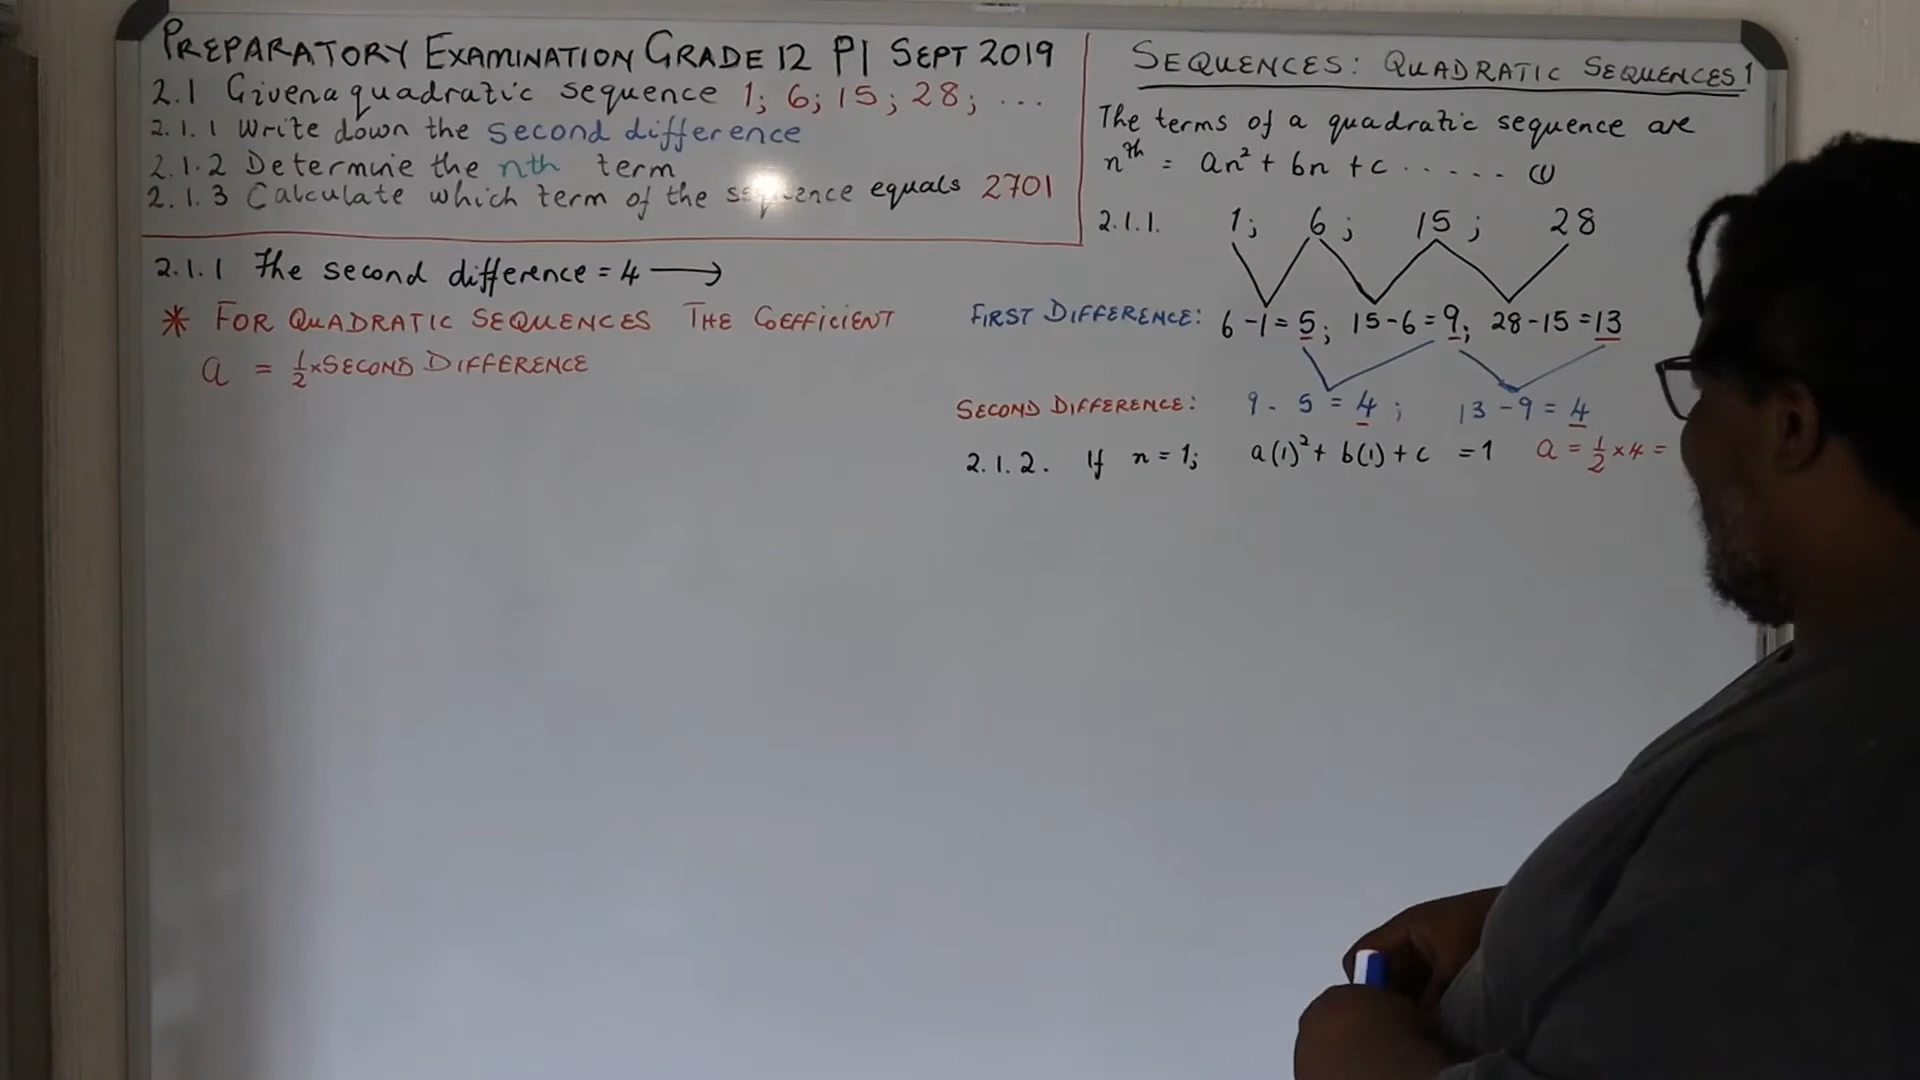 PREPARATORY EXAMINATION GRADE 12 P1 SEPT 2019
2.1 Given a quadratic sequence 1; 6; 15; 28; ...
2.1.1 Write down the second difference
2.1.2 Determine the nth term
2.1.3 Calculate which term of the sequence equals 2701
2.1.1 The second difference = 4 →
* FOR QUADRATIC SEQUENCES THE COEFFICIENT
a = ½ × SECOND DIFFERENCE
SEQUENCES: QUADRATIC SEQUENCES 1
The terms of a quadratic sequence are
nᵗʰ = an² + bn + c ..... (1)
2.1.1. 1; 6; 15; 28
FIRST DIFFERENCE: 6 - 1 = 5; 15 - 6 = 9; 28 - 15 = 13
SECOND DIFFERENCE: 9 - 5 = 4; 13 - 9 = 4
2.1.2. If n = 1; a(1)² + b(1) + c = 1 a = ½ × 4 =